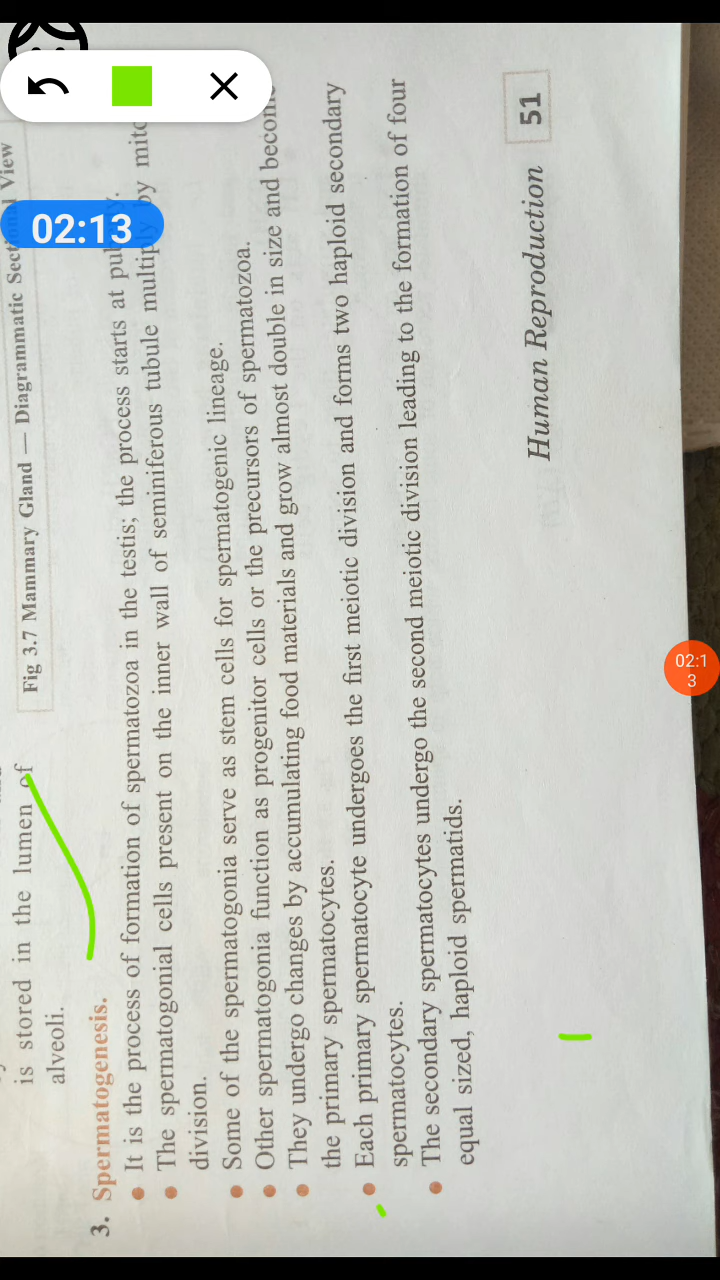 02:13
02:1
3
View
Fig 3.7 Mammary Gland — Diagrammatic
is stored in the lumen of
alveoli.
3. Spermatogenesis.
• It is the process of formation of spermatozoa in the testis; the process starts at
• The spermatogonial cells present on the inner wall of seminiferous tubule multiply by
division.
• Some of the spermatogonia serve as stem cells for spermatogenic lineage.
• Other spermatogonia function as progenitor cells or the precursors of spermatozoa.
• They undergo changes by accumulating food materials and grow almost double in size and
the primary spermatocytes.
• Each primary spermatocyte undergoes the first meiotic division and forms two haploid secondary
spermatocytes.
• The secondary spermatocytes undergo the second meiotic division leading to the formation of four
equal sized, haploid spermatids.
Human Reproduction 51